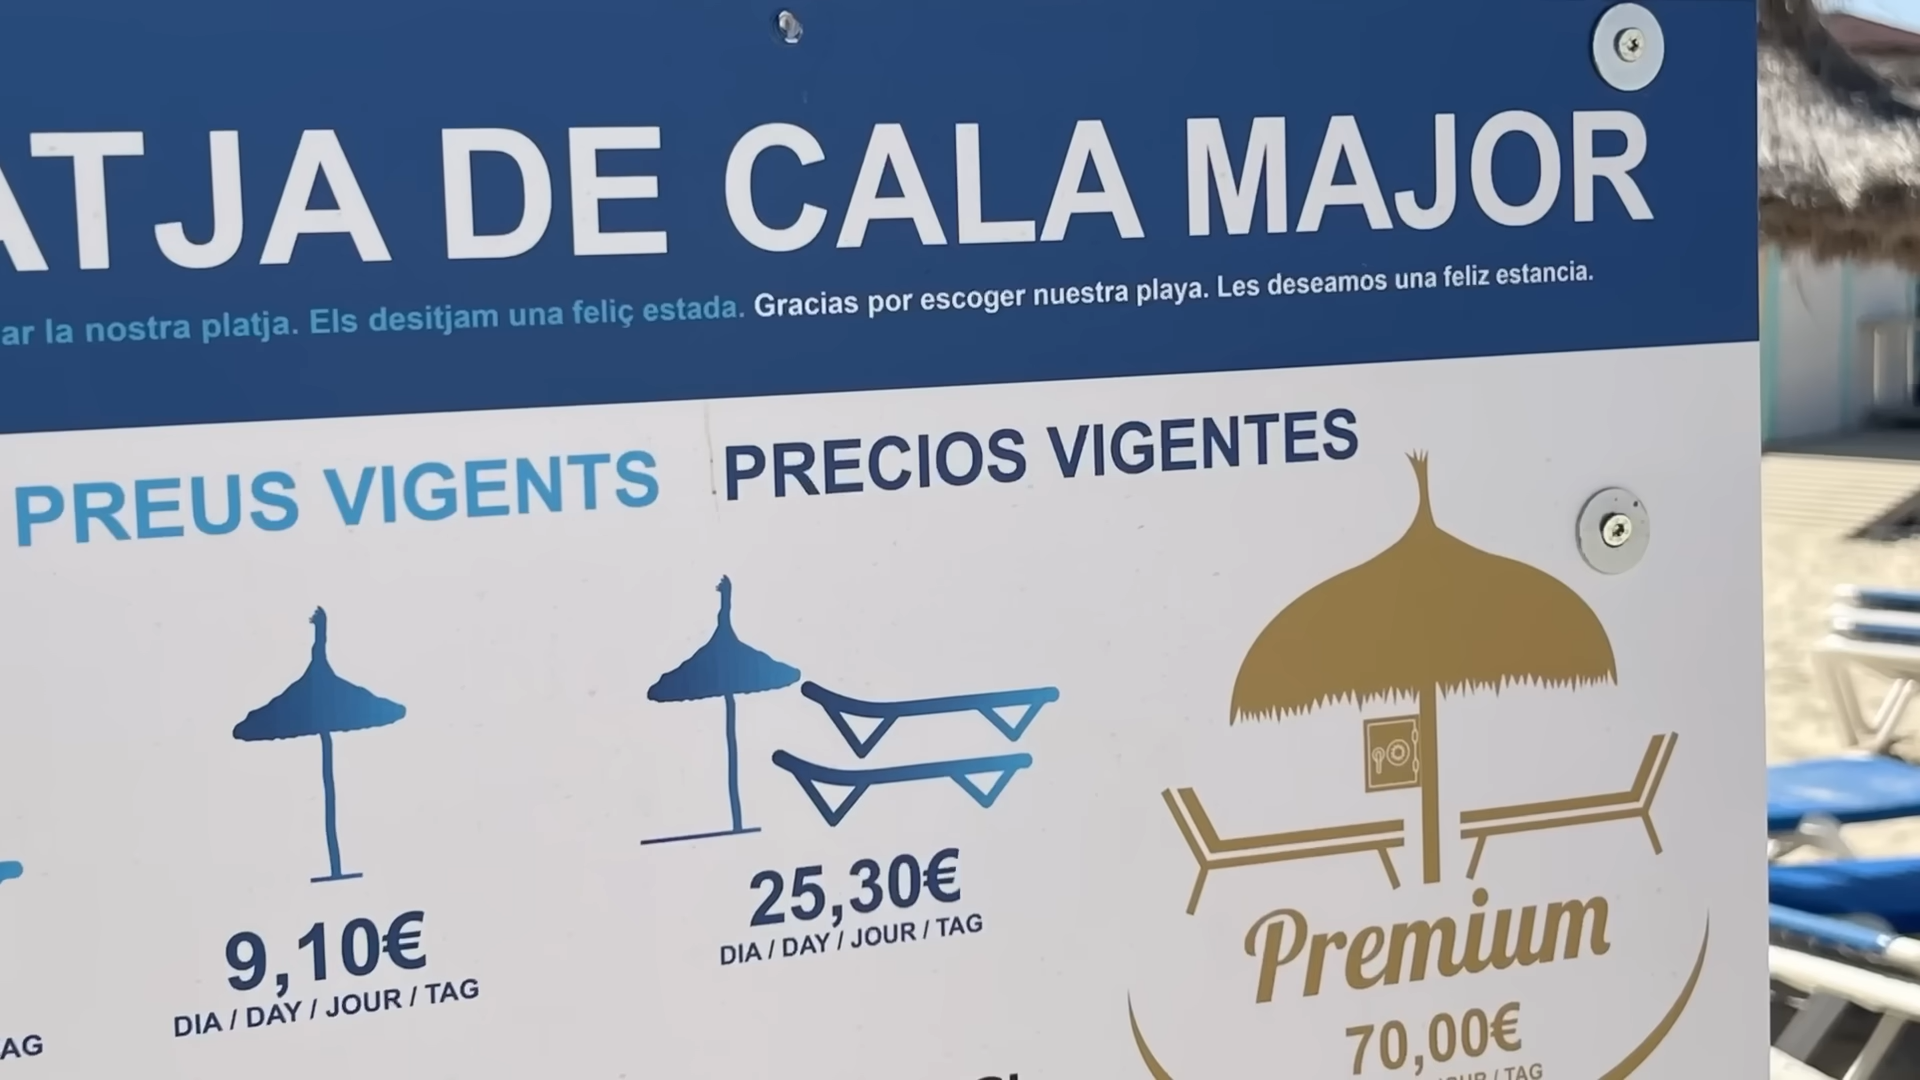 ATJA DE CALA MAJOR
ar la nostra platja. Els desitjam una feliç estada. Gracias por escoger nuestra playa. Les deseamos una feliz estancia.
PREUS VIGENTS PRECIOS VIGENTES
9,10€
DIA / DAY / JOUR / TAG
25,30€
DIA / DAY / JOUR / TAG
Premium
70,00€
/ TAG
AG